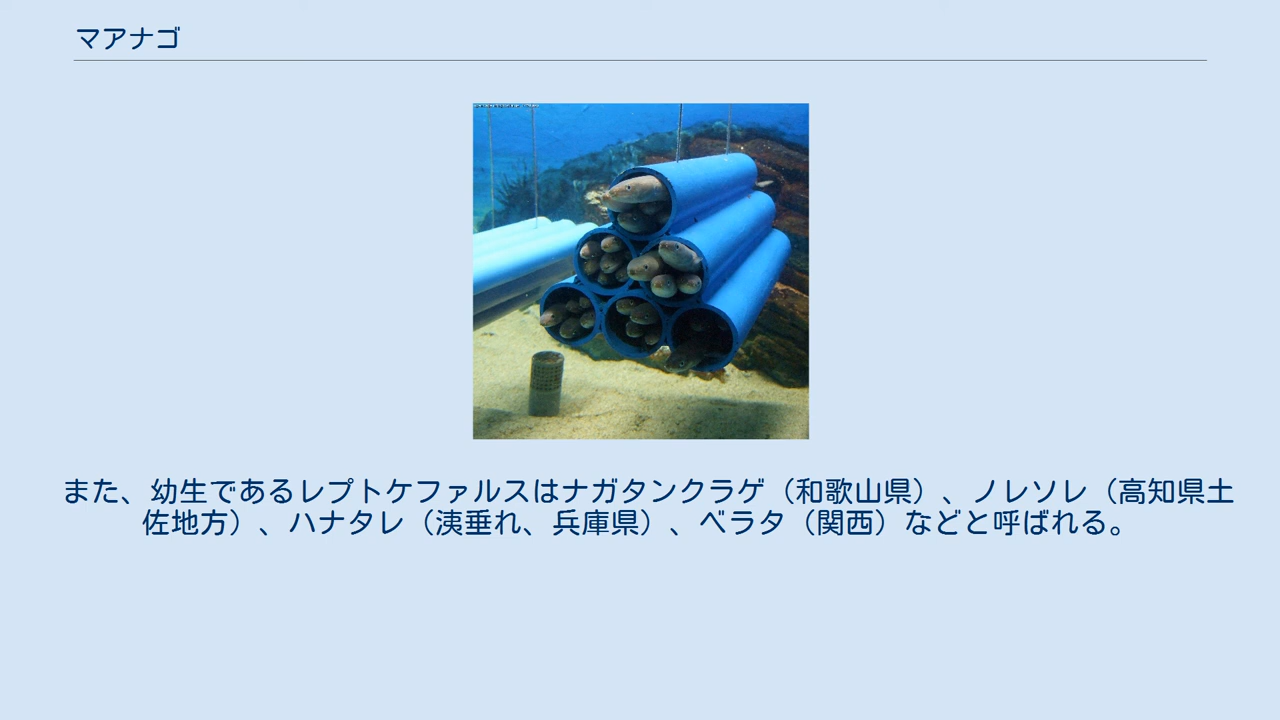 マアナゴ
また、幼生であるレプトケファルスはナガタンクラゲ（和歌山県）、ノレソレ（高知県土
佐地方）、ハナタレ（洟垂れ、兵庫県）、ベラタ（関西）などと呼ばれる。